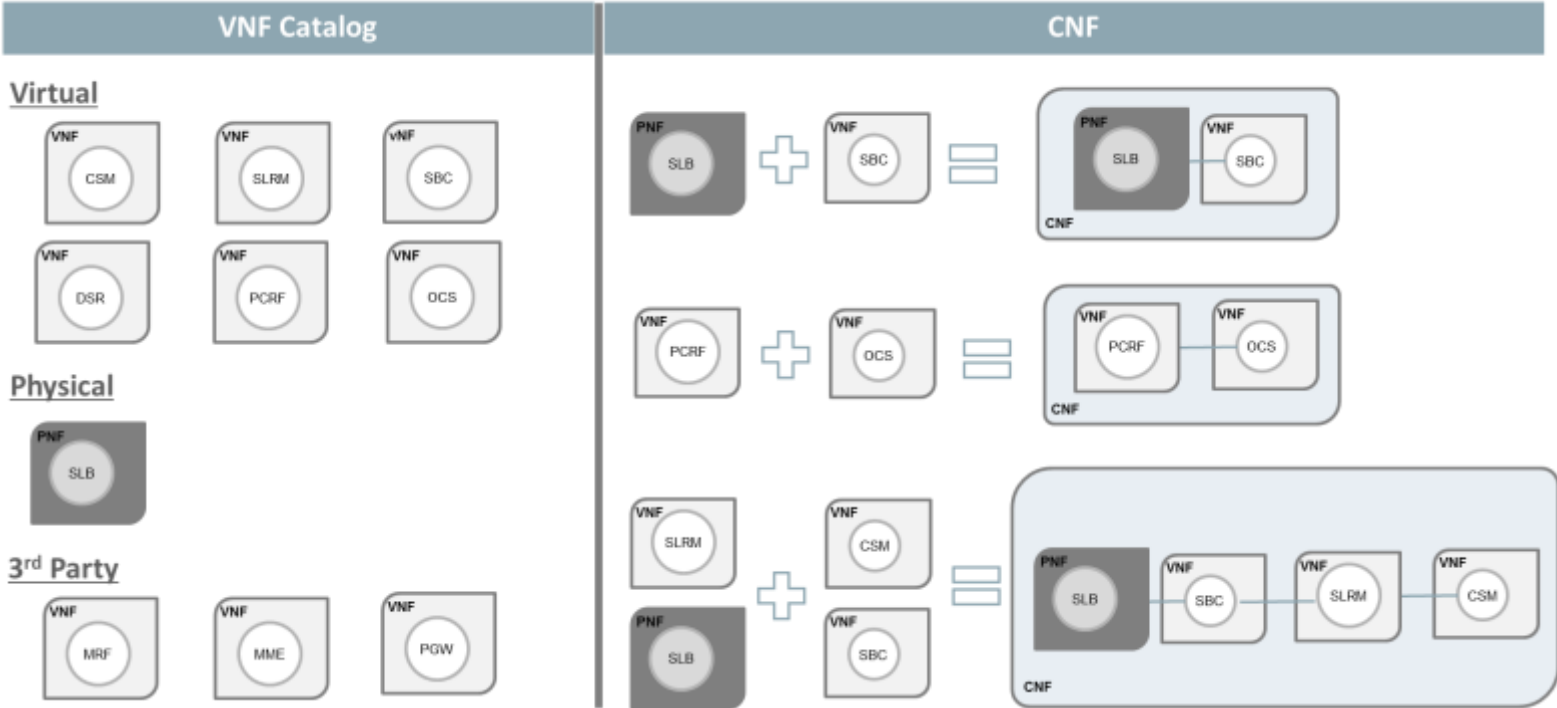 VNF Catalog
CNF
Virtual
VNF
CSM
VNF
SLRM
vNF
SBC
VNF
DSR
VNF
PCRF
VNF
OCS
Physical
PNF
SLB
3rd Party
VNF
MRF
VNF
MME
VNF
PGW
PNF
SLB
VNF
SBC
PNF
SLB
VNF
SBC
CNF
VNF
PCRF
VNF
OCS
VNF
PCRF
VNF
OCS
CNF
VNF
SLRM
VNF
CSM
PNF
SLB
VNF
SBC
PNF
SLB
VNF
SBC
VNF
SLRM
VNF
CSM
CNF